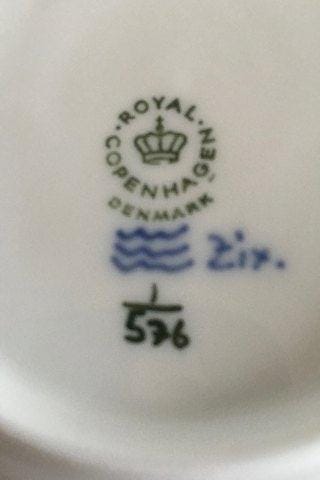 ROYAL·
COPENHAGEN
DENMARK
Zix.
1
576